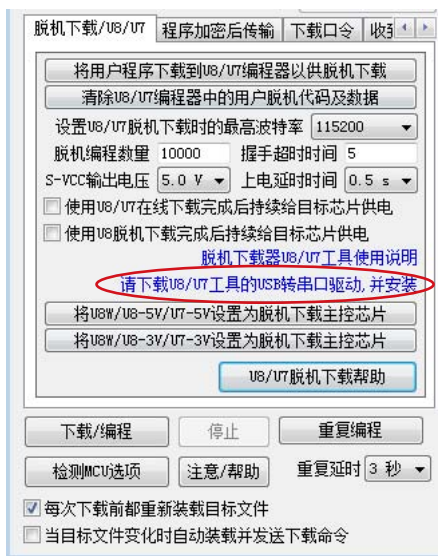 脱机下载/U8/U7 程序加密后传输 下载口令
将用户程序下载到U8/U7编程器以供脱机下载
清除U8/U7编程器中的用户脱机代码及数据
设置U8/U7脱机下载时的最高波特率 115200
脱机编程数量 10000 握手超时时间 5
S-VCC输出电压 5.0 V 上电延时时间 0.5 s
使用U8/U7在线下载完成后持续给目标芯片供电
使用U8脱机下载完成后持续给目标芯片供电
脱机下载器U8/U7工具使用说明
请下载U8/U7工具的USB转串口驱动,并安装
将U8W/U8-5V/U7-5V设置为脱机下载主控芯片
将U8W/U8-3V/U7-3V设置为脱机下载主控芯片
U8/U7脱机下载帮助
下载/编程 停止 重复编程
检测MCU选项 注意/帮助 重复延时 3 秒
每次下载前都重新装载目标文件
当目标文件变化时自动装载并发送下载命令